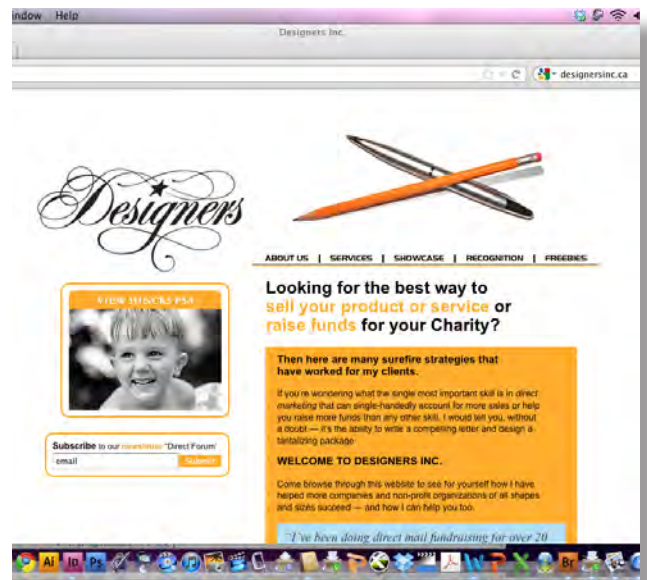 indow Help
Designers Inc.
designersinc.ca
Designers
ABOUT US | SERVICES | SHOWCASE | RECOGNITION | FREEBIES
Looking for the best way to
sell your product or service or
raise funds for your Charity?
VIEW HINCKS PSA
Then here are many surefire strategies that
have worked for my clients.
If you're wondering what the single most important skill is in direct
marketing that can single-handedly account for more sales or help
you raise more funds than any other skill, I would tell you, without
a doubt — it's the ability to write a compelling letter and design a
tantalizing package
Subscribe to our newsletter 'Direct Forum'
email Submit
WELCOME TO DESIGNERS INC.
Come browse through this website to see for yourself how I have
helped more companies and non-profit organizations of all shapes
and sizes succeed — and how I can help you too.
"I've been doing direct mail fundraising for over 20
Ai Ps W X Br